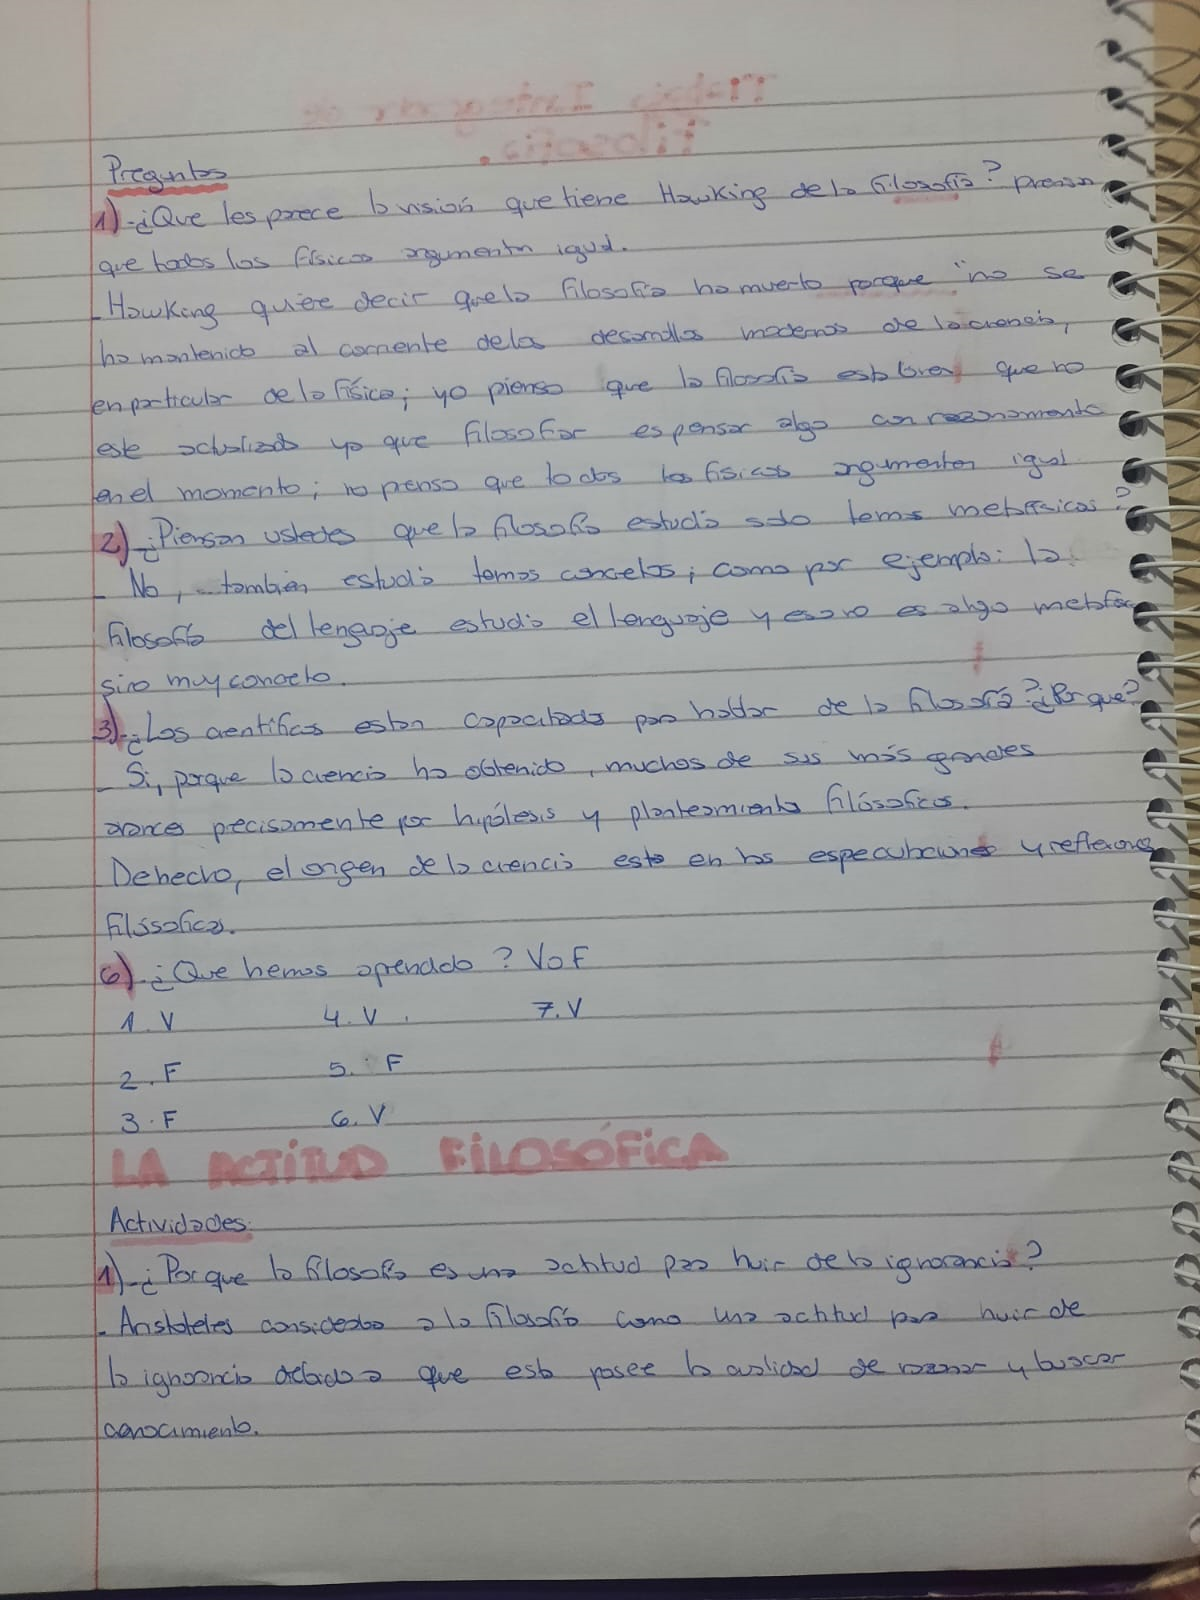 Preguntas
1)-¿Que les parece la visión que tiene Hawking de la filosofía? piensan
que todos los físicos argumentan igual.
- Hawking quiere decir que la filosofía ha muerto porque "no se
ha mantenido al corriente de los desarrollos modernos de la ciencia,
en particular de la física; yo pienso que la filosofía esta que no
este actualizada ya que filosofar es pensar algo con razonamiento
en el momento; no pienso que todos los físicos argumenten igual.
2)-¿Piensan ustedes que la filosofía estudia solo temas metafísicos?
- No, también estudia temas concretos; como por ejemplo: la
filosofía del lenguaje estudia el lenguaje y eso no es algo metafísico
sino muy concreto.
3)-¿Los científicos estan capacitados para hablar de la filosofía? ¿Por que?
- Si, porque la ciencia ha obtenido, muchos de sus más grandes
avances precisamente por hipótesis y planteamiento filósoficos.
De hecho, el origen de la ciencia esta en las especulaciones y reflexiones
filósoficas.
6)-¿Que hemos aprendido? V o F
1. V 4. V. 7. V
2. F 5. F
3. F 6. V
LA ACTITUD FILOSÓFICA
Actividades:
1)-¿Por que la filosofía es una actitud para huir de la ignorancia?
- Aristoteles consideraba a la filosofía como una actitud para huir de
la ignorancia debido a que esta posee la cualidad de razonar y buscar
conocimiento.